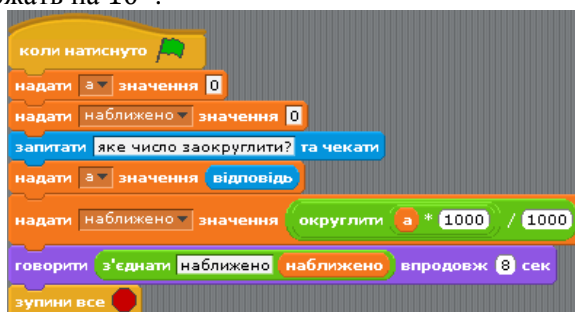 жать на 10 .
коли натиснуто
надати а значення 0
надати наближено значення 0
запитати яке число заокруглити? та чекати
надати а значення відповідь
надати наближено значення округлити а * 1000 / 1000
говорити з'єднати наближено наближено впродовж 8 сек
зупини все